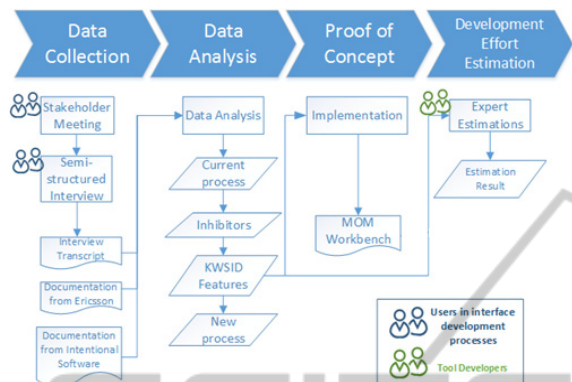 Data
Collection
Data
Analysis
Proof of
Concept
Development
Effort
Estimation
Stakeholder
Meeting
Semi-
structured
Interview
Interview
Transcript
Documentation
from Ericsson
Documentation
from Intentional
Software
Data Analysis
Current
process
Inhibitors
KWSID
Features
New
process
Implementation
MOM
Workbench
Expert
Estimations
Estimation
Result
Users in interface
development
processes
Tool Developers